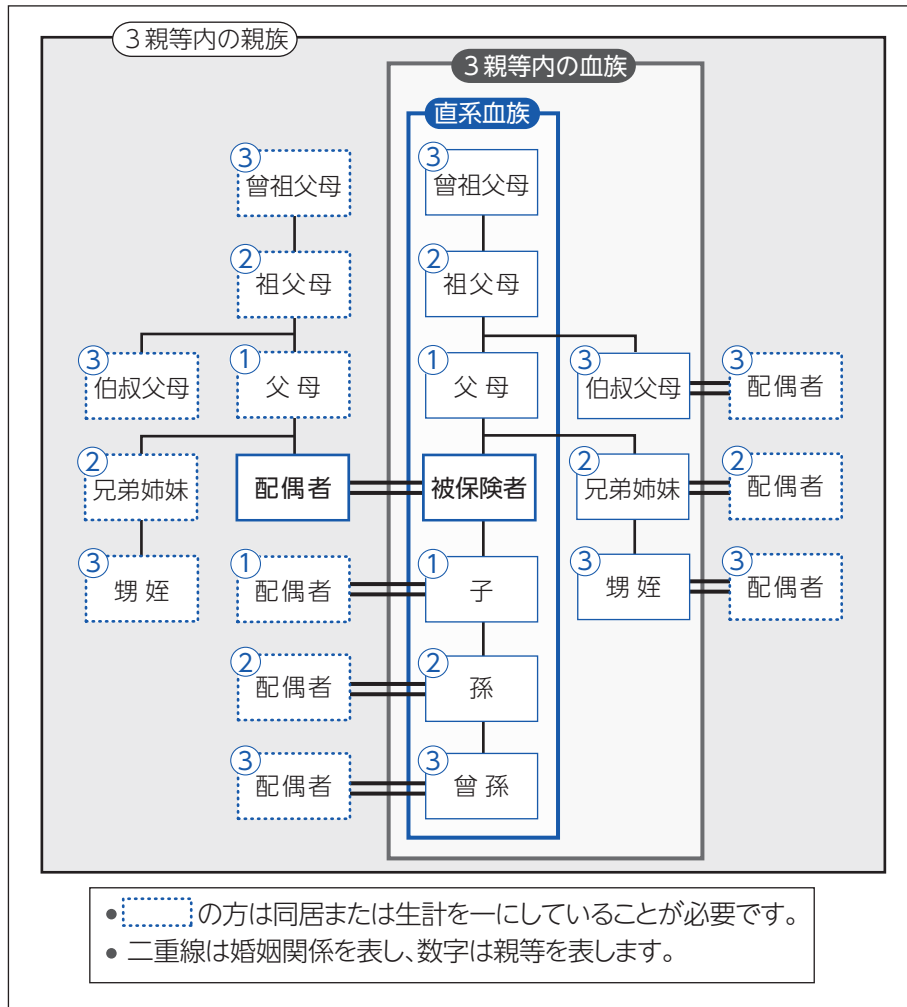 3親等内の親族
3親等内の血族
直系血族
③ ③
曾祖父母 曾祖父母
② ②
祖父母 祖父母
③ ① ① ③ ③
伯叔父母 父母 父母 伯叔父母 配偶者
② ② ②
兄弟姉妹 配偶者 被保険者 兄弟姉妹 配偶者
③ ① ① ③ ③
甥姪 配偶者 子 甥姪 配偶者
② ②
配偶者 孫
③ ③
配偶者 曾孫
● の方は同居または生計を一にしていることが必要です。
● 二重線は婚姻関係を表し、数字は親等を表します。